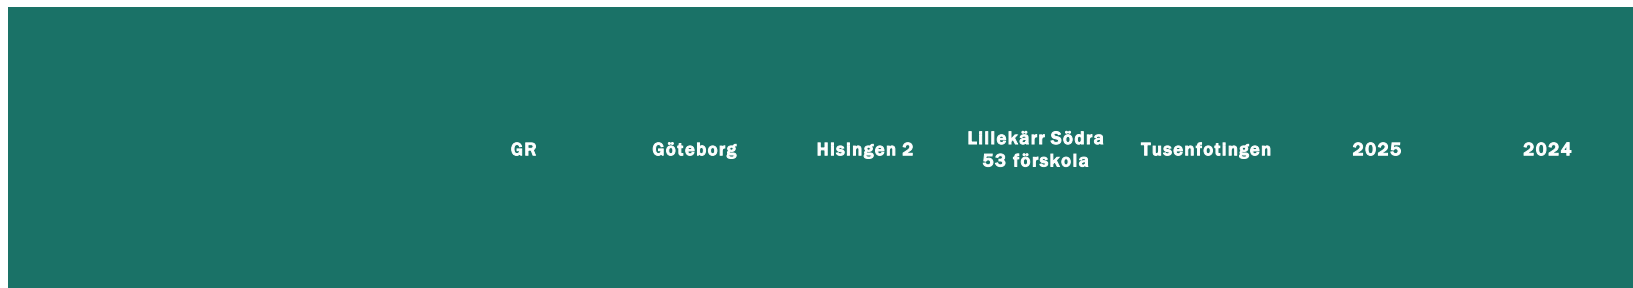 GR
Göteborg
Hisingen 2
Lillekärr Södra
53 förskola
Tusenfotingen
2025
2024